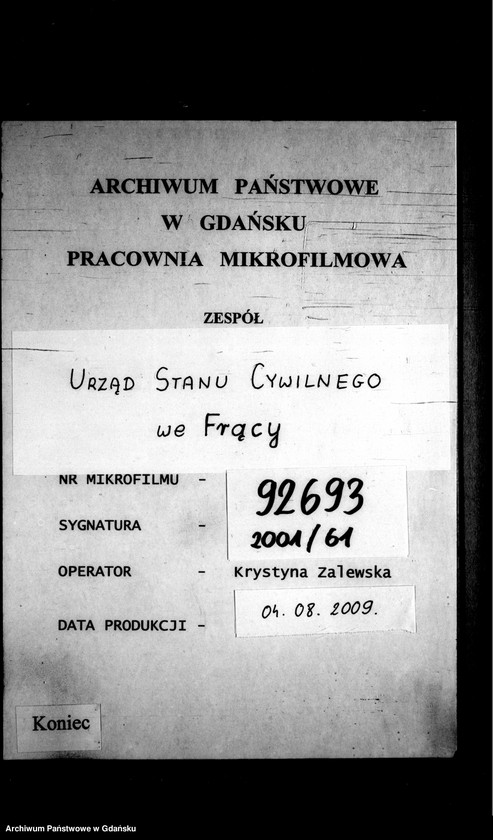 ARCHIWUM PAŃSTWOWE
W GDAŃSKU
PRACOWNIA MIKROFILMOWA
ZESPÓŁ
URZĄD STANU CYWILNEGO
we Frący
NR MIKROFILMU - 92693
SYGNATURA - 2001/61
OPERATOR - Krystyna Zalewska
DATA PRODUKCJI - 04. 08. 2009.
Koniec
Archiwum Państwowe w Gdańsku